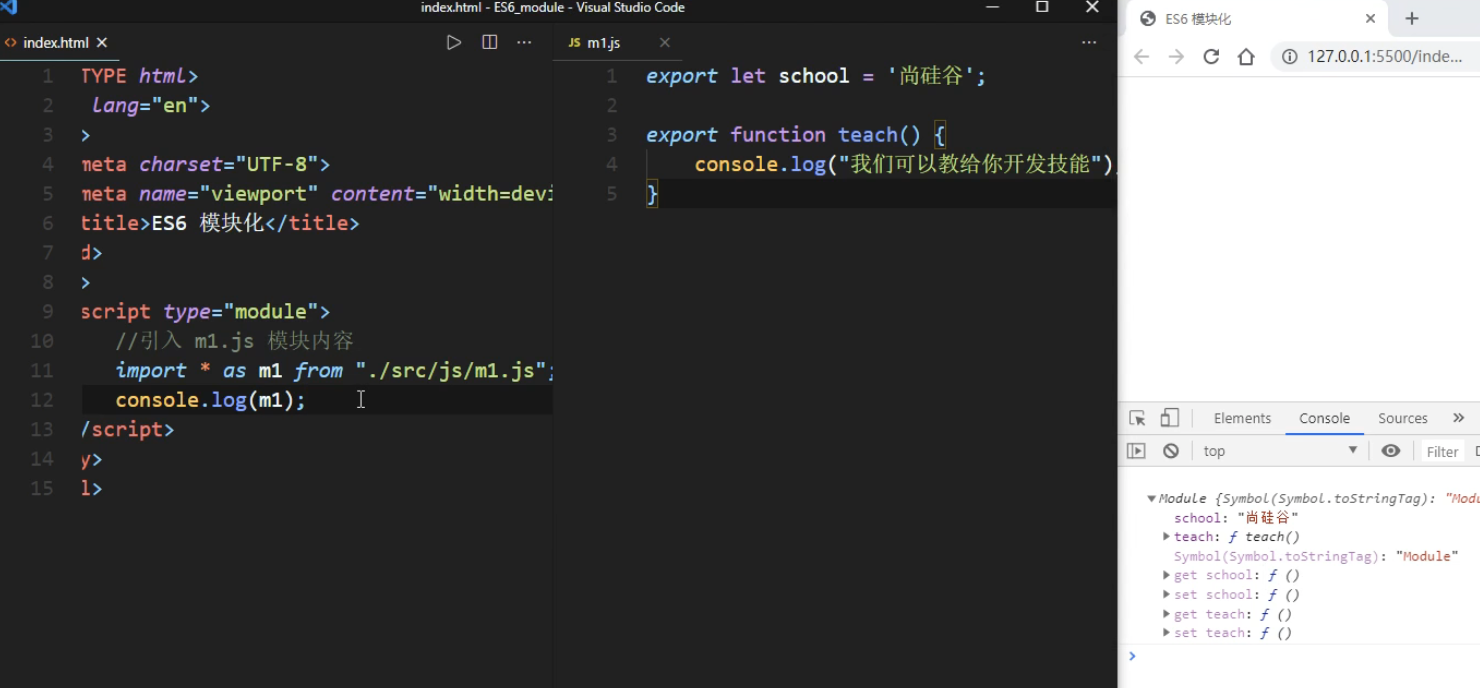 index.html - ES6_module - Visual Studio Code
index.html
1 TYPE html>
2 lang="en">
3 >
4 meta charset="UTF-8">
5 meta name="viewport" content="width=devi
6 title>ES6 模块化</title>
7 d>
8 >
9 script type="module">
10 //引入 m1.js 模块内容
11 import * as m1 from "./src/js/m1.js";
12 console.log(m1);
13 /script>
14 y>
15 l>
JS m1.js
1 export let school = '尚硅谷';
2
3 export function teach() {
4 console.log("我们可以教给你开发技能")
5 }
ES6 模块化
127.0.0.1:5500/inde...
Elements Console Sources
top Filter
Module {Symbol(Symbol.toStringTag): "Modu
school: "尚硅谷"
teach: ƒ teach()
Symbol(Symbol.toStringTag): "Module"
get school: ƒ ()
set school: ƒ ()
get teach: ƒ ()
set teach: ƒ ()